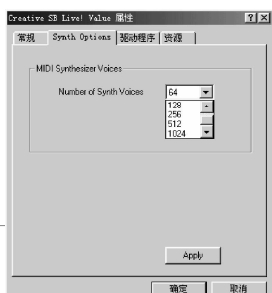 Creative SB Live! Value 属性
常规 Synth Options 驱动程序 资源
MIDI Synthesizer Voices
Number of Synth Voices 64
128
256
512
1024
Apply
确定 取消